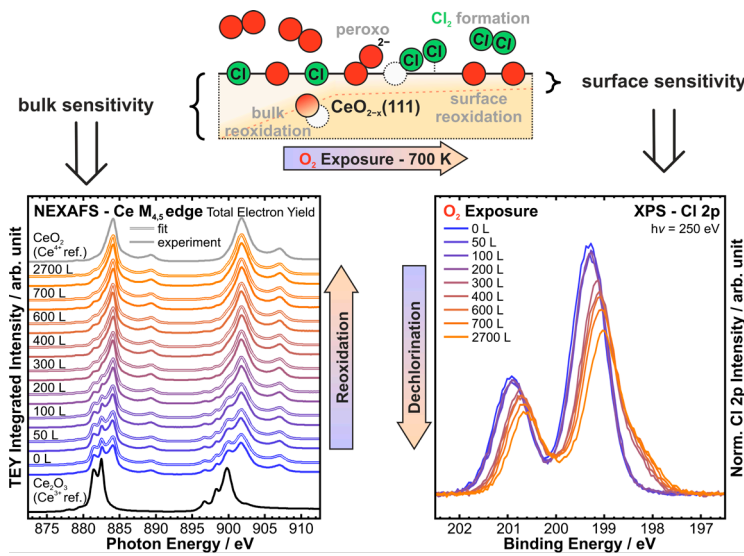 peroxo
2−
Cl₂ formation
Cl
Cl
Cl
Cl
Cl
Cl
bulk sensitivity
surface sensitivity
bulk
reoxidation
CeO₂₋ₓ(111)
surface
reoxidation
O₂ Exposure - 700 K
NEXAFS - Ce M₄,₅ edge Total Electron Yield
CeO₂
(Ce⁴⁺ ref.)
fit
experiment
2700 L
700 L
600 L
400 L
300 L
200 L
100 L
50 L
0 L
Ce₂O₃
(Ce³⁺ ref.)
TEY Integrated Intensity / arb. unit
875 880 885 890 895 900 905 910
Photon Energy / eV
Reoxidation
Dechlorination
O₂ Exposure
XPS - Cl 2p
hν = 250 eV
0 L
50 L
100 L
200 L
300 L
400 L
600 L
700 L
2700 L
202 201 200 199 198 197
Binding Energy / eV
Norm. Cl 2p Intensity / arb. unit